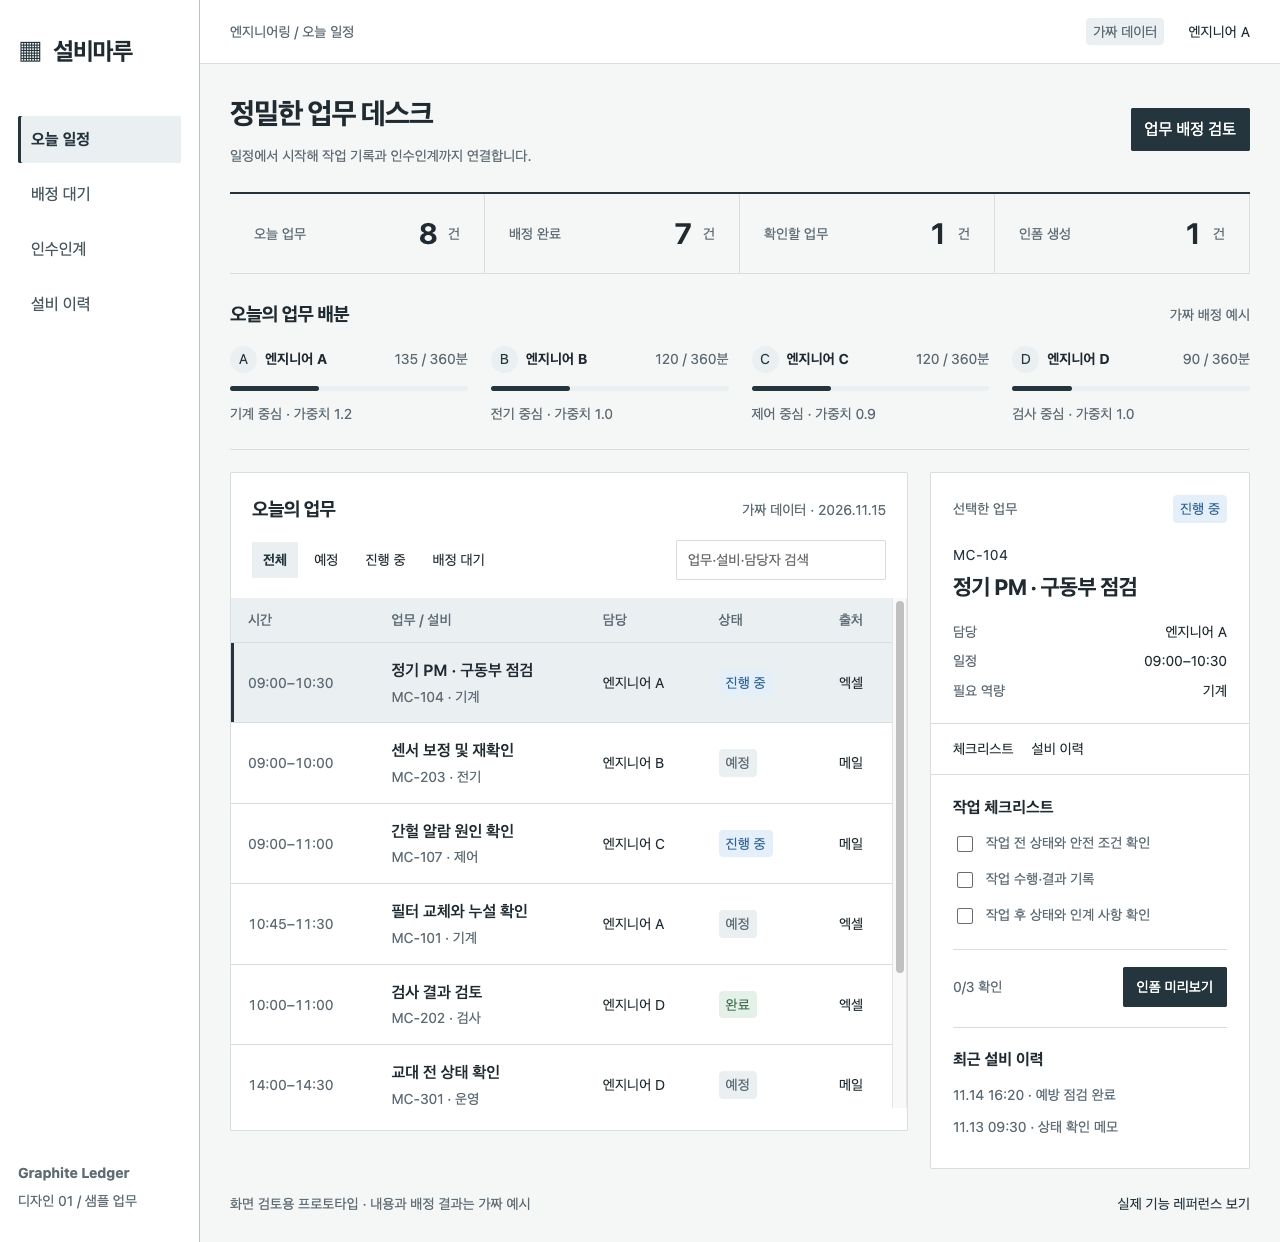 설비마루
오늘 일정
배정 대기
인수인계
설비 이력
Graphite Ledger
디자인 01 / 샘플 업무
엔지니어링 / 오늘 일정
가짜 데이터
엔지니어 A
정밀한 업무 데스크
일정에서 시작해 작업 기록과 인수인계까지 연결합니다.
업무 배정 검토
오늘 업무 8 건
배정 완료 7 건
확인할 업무 1 건
인폼 생성 1 건
오늘의 업무 배분
가짜 배정 예시
A 엔지니어 A 135 / 360분
기계 중심 · 가중치 1.2
B 엔지니어 B 120 / 360분
전기 중심 · 가중치 1.0
C 엔지니어 C 120 / 360분
제어 중심 · 가중치 0.9
D 엔지니어 D 90 / 360분
검사 중심 · 가중치 1.0
오늘의 업무
가짜 데이터 · 2026.11.15
전체 예정 진행 중 배정 대기
업무·설비·담당자 검색
시간 업무 / 설비 담당 상태 출처
09:00–10:30 정기 PM · 구동부 점검 엔지니어 A 진행 중 엑셀
MC-104 · 기계
09:00–10:00 센서 보정 및 재확인 엔지니어 B 예정 메일
MC-203 · 전기
09:00–11:00 간헐 알람 원인 확인 엔지니어 C 진행 중 메일
MC-107 · 제어
10:45–11:30 필터 교체와 누설 확인 엔지니어 A 예정 엑셀
MC-101 · 기계
10:00–11:00 검사 결과 검토 엔지니어 D 완료 엑셀
MC-202 · 검사
14:00–14:30 교대 전 상태 확인 엔지니어 D 예정 메일
MC-301 · 운영
선택한 업무 진행 중
MC-104
정기 PM · 구동부 점검
담당 엔지니어 A
일정 09:00–10:30
필요 역량 기계
체크리스트 설비 이력
작업 체크리스트
작업 전 상태와 안전 조건 확인
작업 수행·결과 기록
작업 후 상태와 인계 사항 확인
0/3 확인 인폼 미리보기
최근 설비 이력
11.14 16:20 · 예방 점검 완료
11.13 09:30 · 상태 확인 메모
화면 검토용 프로토타입 · 내용과 배정 결과는 가짜 예시
실제 기능 레퍼런스 보기